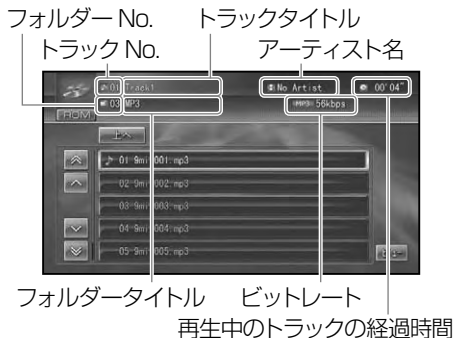 フォルダー No. トラックタイトル
トラック No. アーティスト名
♪01 Track1 No Artist 00'04"
03 MP3 MP3 56kbps
ROM
上へ
♪ 01 9mi 001.mp3
02 9mi 002.mp3
03 9mi 003.mp3
04 9mi 004.mp3
05 9mi 005.mp3
フォルダータイトル ビットレート
再生中のトラックの経過時間